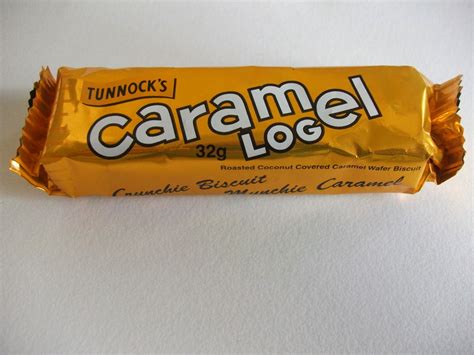 TUNNOCK'S
caramel
LOG
32g
Roasted Coconut Covered Caramel Wafer Biscuit
Crunchie Biscuit
Munchie Caramel